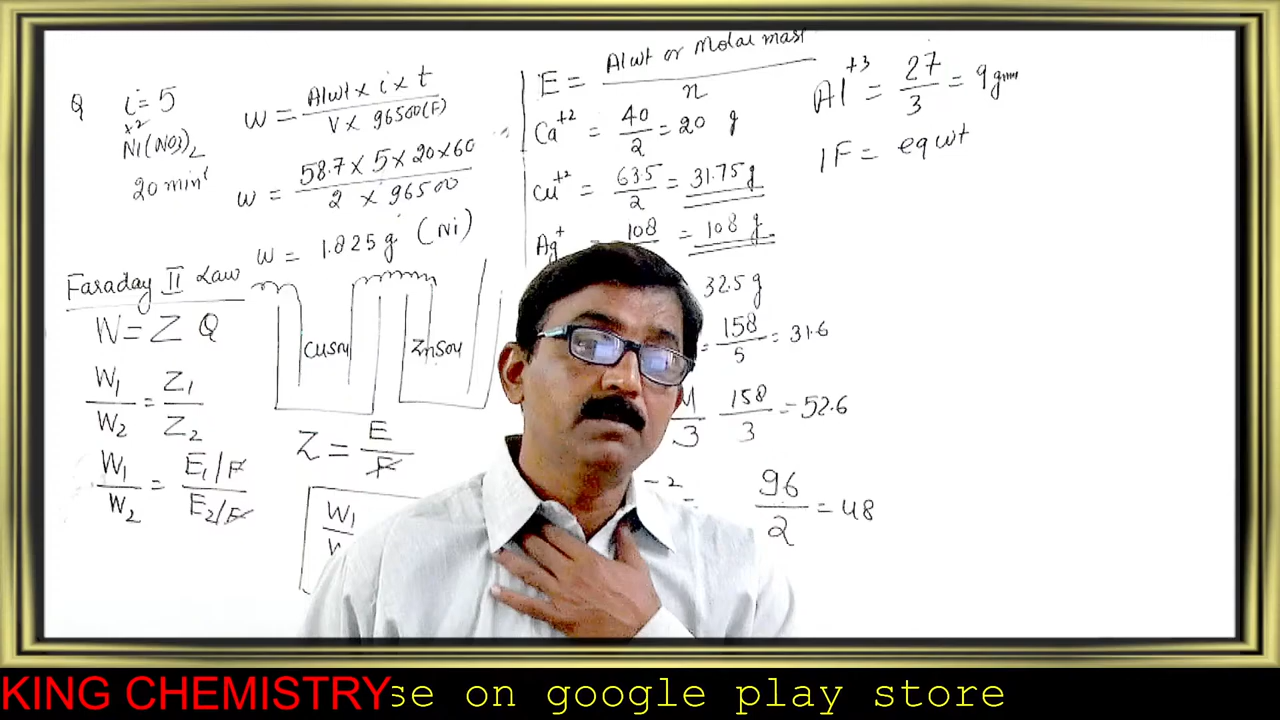 Q i = 5
+2
Ni(NO3)2
20 min
W = At wt × i × t / V × 96500(F)
W = 58.7 × 5 × 20 × 60 / 2 × 96500
W = 1.825 g (Ni)
Faraday II Law
W = Z Q
W1 / W2 = Z1 / Z2
W1 / W2 = E1/F / E2/F
CuSO4
ZnSO4
Z = E / F
W1
E = At wt or Molar mass / n
Ca+2 = 40 / 2 = 20 g
Cu+2 = 63.5 / 2 = 31.75 g
Ag+ = 108 = 108 g
32.5 g
= 158 / 5 = 31.6
3 158 / 3 = 52.6
-2 = 96 / 2 = 48
Al+3 = 27 / 3 = 9 gm
1F = eq wt
KING CHEMISTRY se on google play store